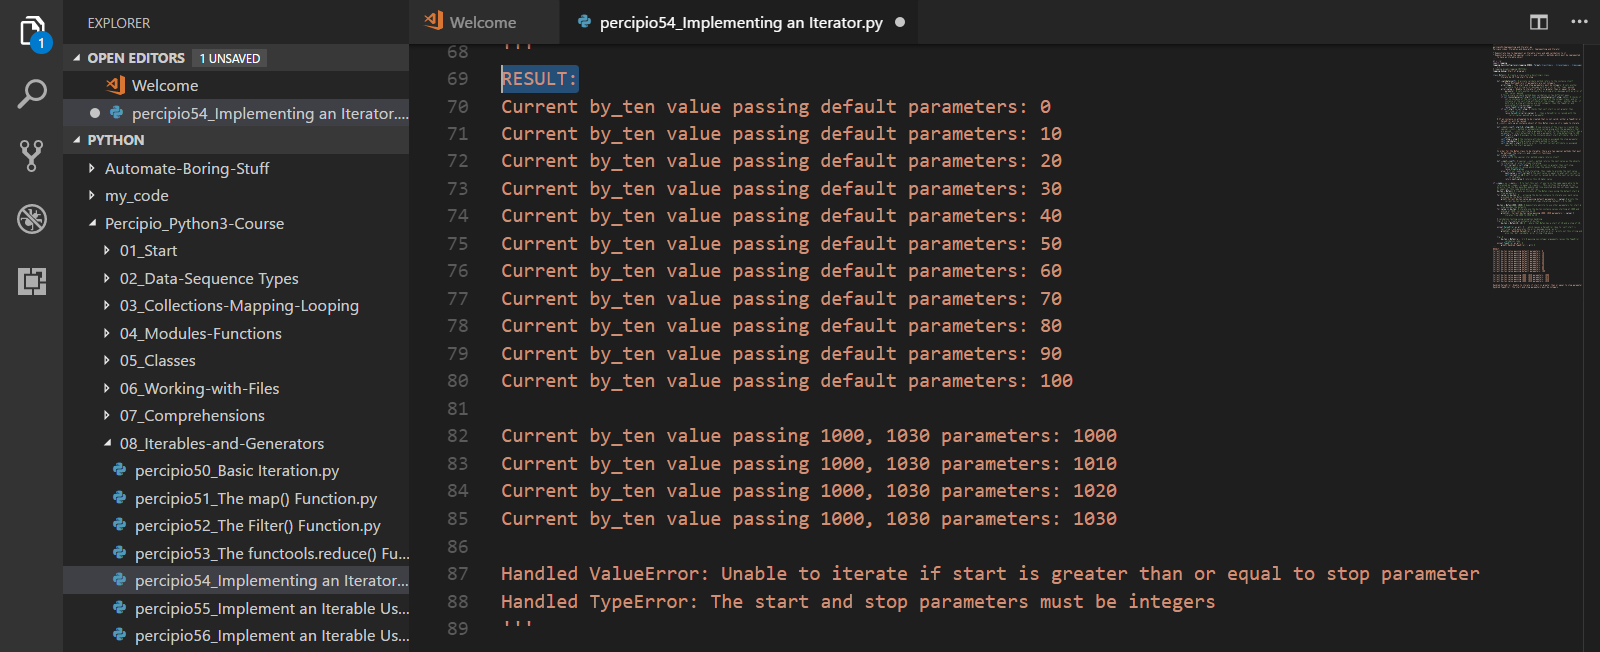 1
EXPLORER
OPEN EDITORS 1 UNSAVED
Welcome
percipio54_Implementing an Iterator....
PYTHON
Automate-Boring-Stuff
my_code
Percipio_Python3-Course
01_Start
02_Data-Sequence Types
03_Collections-Mapping-Looping
04_Modules-Functions
05_Classes
06_Working-with-Files
07_Comprehensions
08_Iterables-and-Generators
percipio50_Basic Iteration.py
percipio51_The map() Function.py
percipio52_The Filter() Function.py
percipio53_The functools.reduce() Fu...
percipio54_Implementing an Iterator...
percipio55_Implement an Iterable Us...
percipio56_Implement an Iterable Us...
Welcome percipio54_Implementing an Iterator.py
68 '''
69 RESULT:
70 Current by_ten value passing default parameters: 0
71 Current by_ten value passing default parameters: 10
72 Current by_ten value passing default parameters: 20
73 Current by_ten value passing default parameters: 30
74 Current by_ten value passing default parameters: 40
75 Current by_ten value passing default parameters: 50
76 Current by_ten value passing default parameters: 60
77 Current by_ten value passing default parameters: 70
78 Current by_ten value passing default parameters: 80
79 Current by_ten value passing default parameters: 90
80 Current by_ten value passing default parameters: 100
81
82 Current by_ten value passing 1000, 1030 parameters: 1000
83 Current by_ten value passing 1000, 1030 parameters: 1010
84 Current by_ten value passing 1000, 1030 parameters: 1020
85 Current by_ten value passing 1000, 1030 parameters: 1030
86
87 Handled ValueError: Unable to iterate if start is greater than or equal to stop parameter
88 Handled TypeError: The start and stop parameters must be integers
89 '''